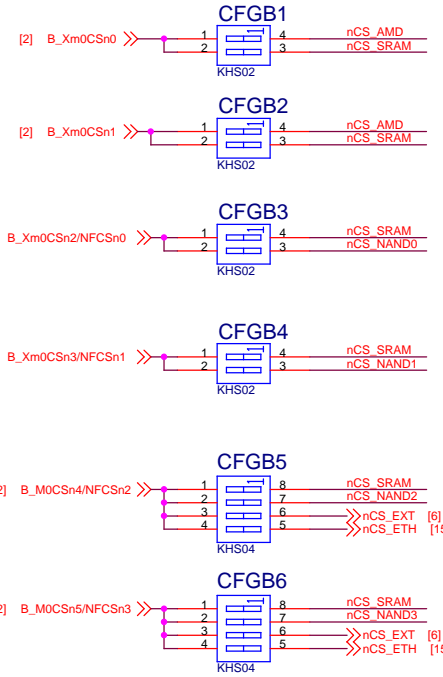 CFGB1
[2] B_Xm0CSn0 1 4 nCS_AMD
2 3 nCS_SRAM
KHS02
CFGB2
[2] B_Xm0CSn1 1 4 nCS_AMD
2 3 nCS_SRAM
KHS02
CFGB3
B_Xm0CSn2/NFCSn0 1 4 nCS_SRAM
2 3 nCS_NAND0
KHS02
CFGB4
B_Xm0CSn3/NFCSn1 1 4 nCS_SRAM
2 3 nCS_NAND1
KHS02
CFGB5
2] B_M0CSn4/NFCSn2 1 8 nCS_SRAM
2 7 nCS_NAND2
3 6 nCS_EXT [6]
4 5 nCS_ETH [15
KHS04
CFGB6
2] B_M0CSn5/NFCSn3 1 8 nCS_SRAM
2 7 nCS_NAND3
3 6 nCS_EXT [6]
4 5 nCS_ETH [15
KHS04